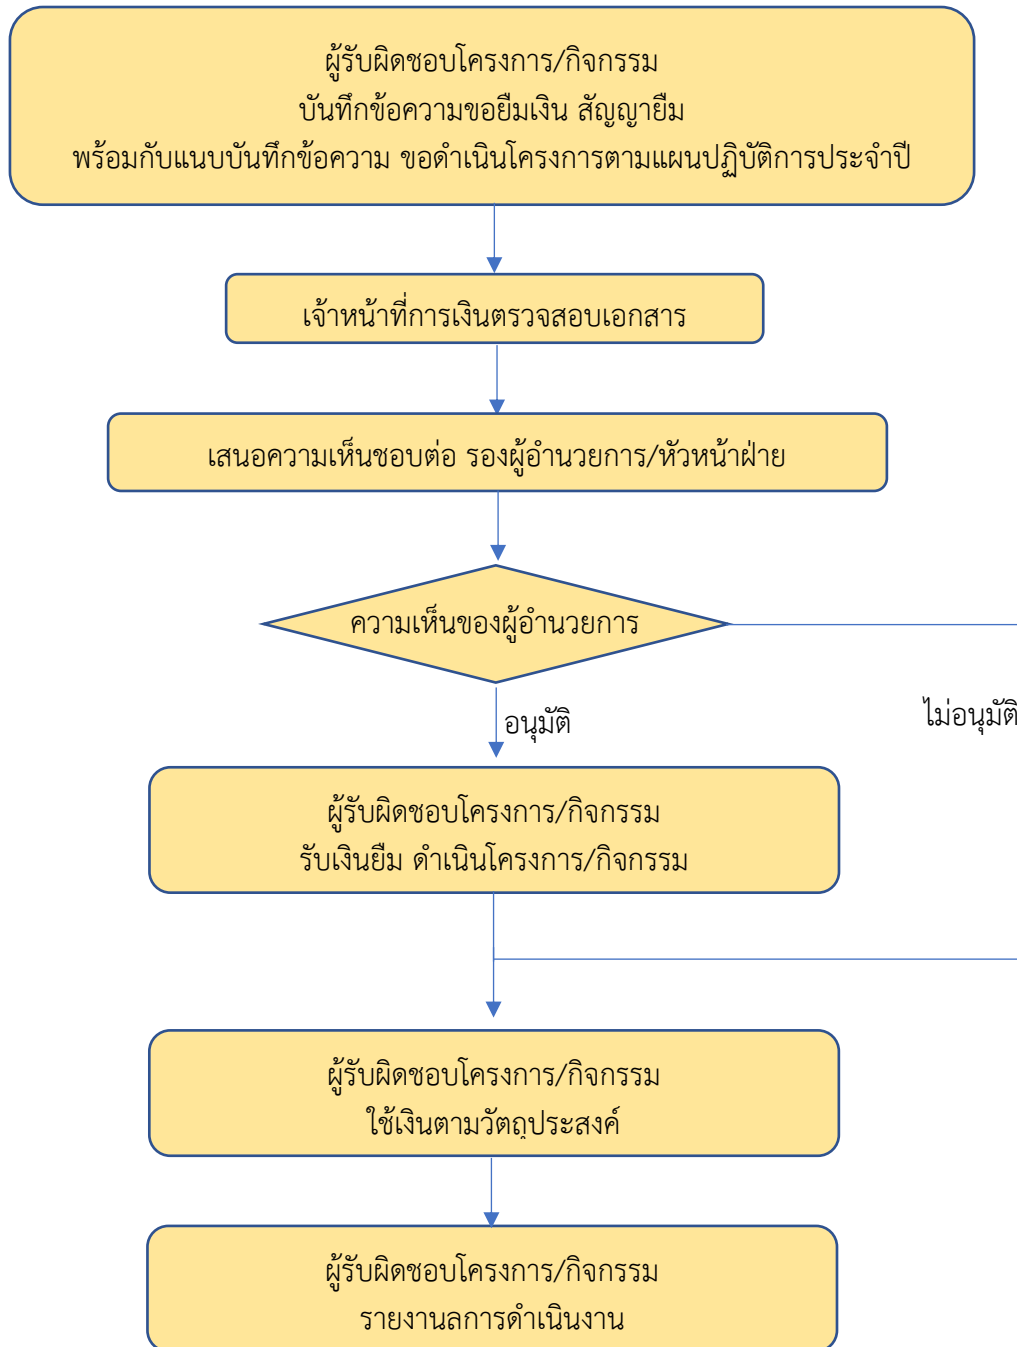 ผู้รับผิดชอบโครงการ/กิจกรรม
บันทึกข้อความขอยืมเงิน สัญญายืม
พร้อมกับแนบบันทึกข้อความ ขอดำเนินโครงการตามแผนปฏิบัติการประจำปี
เจ้าหน้าที่การเงินตรวจสอบเอกสาร
เสนอความเห็นชอบต่อ รองผู้อำนวยการ/หัวหน้าฝ่าย
ความเห็นของผู้อำนวยการ
อนุมัติ
ไม่อนุมัติ
ผู้รับผิดชอบโครงการ/กิจกรรม
รับเงินยืม ดำเนินโครงการ/กิจกรรม
ผู้รับผิดชอบโครงการ/กิจกรรม
ใช้เงินตามวัตถุประสงค์
ผู้รับผิดชอบโครงการ/กิจกรรม
รายงานลการดำเนินงาน